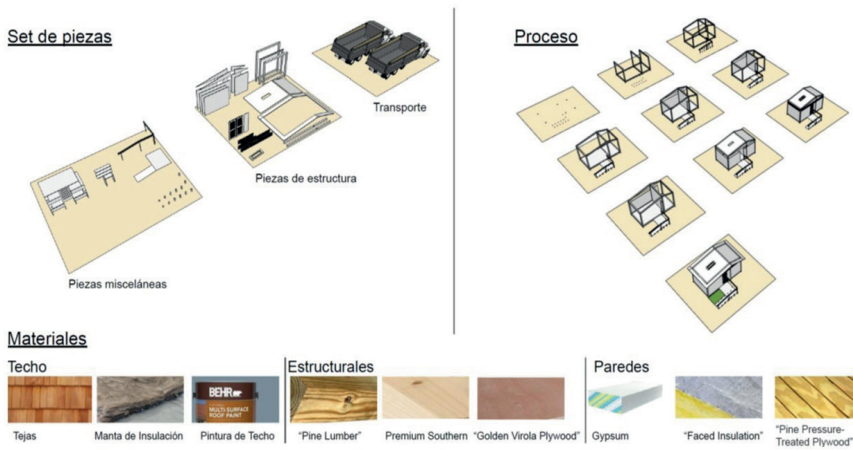 Set de piezas
Transporte
Piezas de estructura
Piezas misceláneas
Proceso
Materiales
Techo
BEHR
MULTI-SURFACE
ROOF PAINT
Tejas
Manta de Insulación
Pintura de Techo
Estructurales
"Pine Lumber"
Premium Southern
"Golden Virola Plywood"
Paredes
Gypsum
"Faced Insulation"
"Pine Pressure-
Treated Plywood"